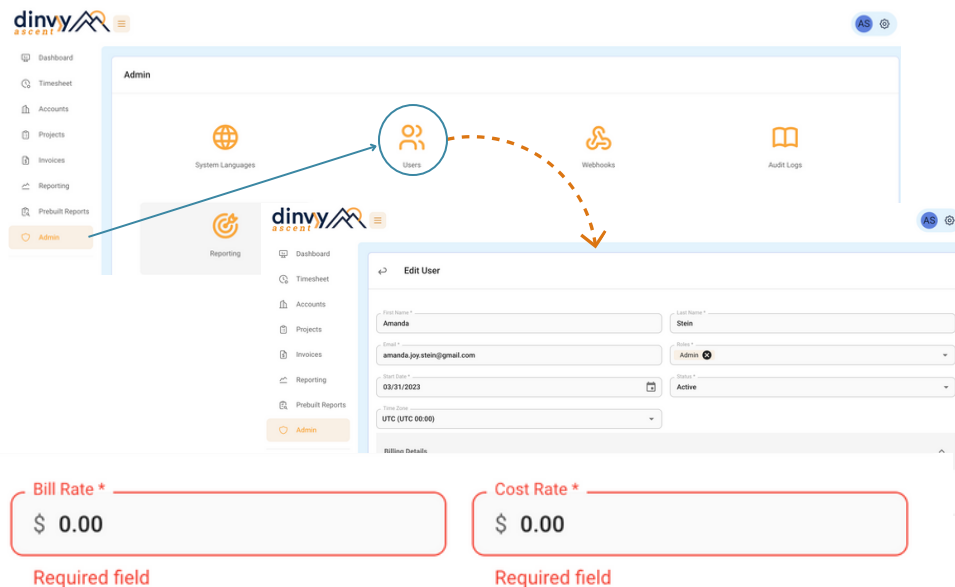 dinvy
ascent
AS
Dashboard
Timesheet
Accounts
Projects
Invoices
Reporting
Prebuilt Reports
Admin
Admin
System Languages
Users
Webhooks
Audit Logs
Reporting
dinvy
ascent
AS
Dashboard
Timesheet
Accounts
Projects
Invoices
Reporting
Prebuilt Reports
Admin
Edit User
First Name *
Amanda
Last Name *
Stein
Email *
amanda.joy.stein@gmail.com
Roles *
Admin
Start Date *
03/31/2023
Status *
Active
Time Zone
UTC (UTC 00:00)
Billing Details
Bill Rate *
$ 0.00
Required field
Cost Rate *
$ 0.00
Required field